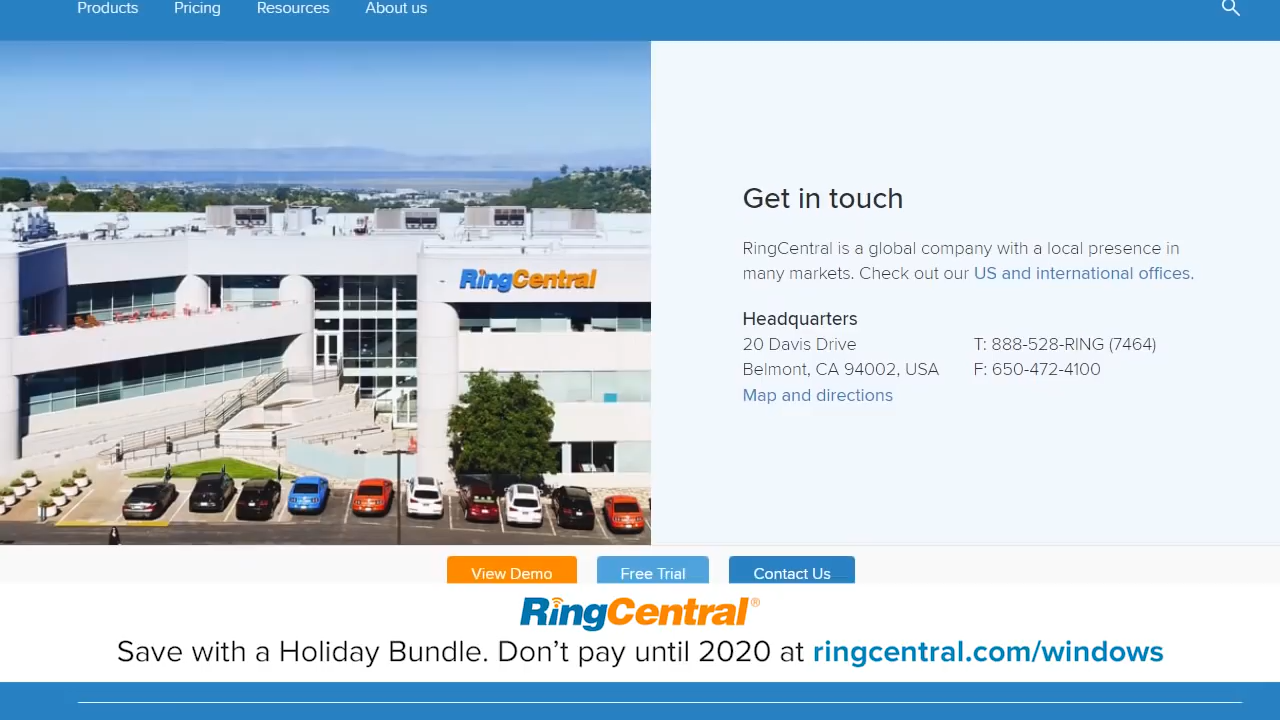 Products Pricing Resources About us
RingCentral
Get in touch
RingCentral is a global company with a local presence in
many markets. Check out our US and international offices.
Headquarters
20 Davis Drive T: 888-528-RING (7464)
Belmont, CA 94002, USA F: 650-472-4100
Map and directions
View Demo Free Trial Contact Us
RingCentral®
Save with a Holiday Bundle. Don't pay until 2020 at ringcentral.com/windows